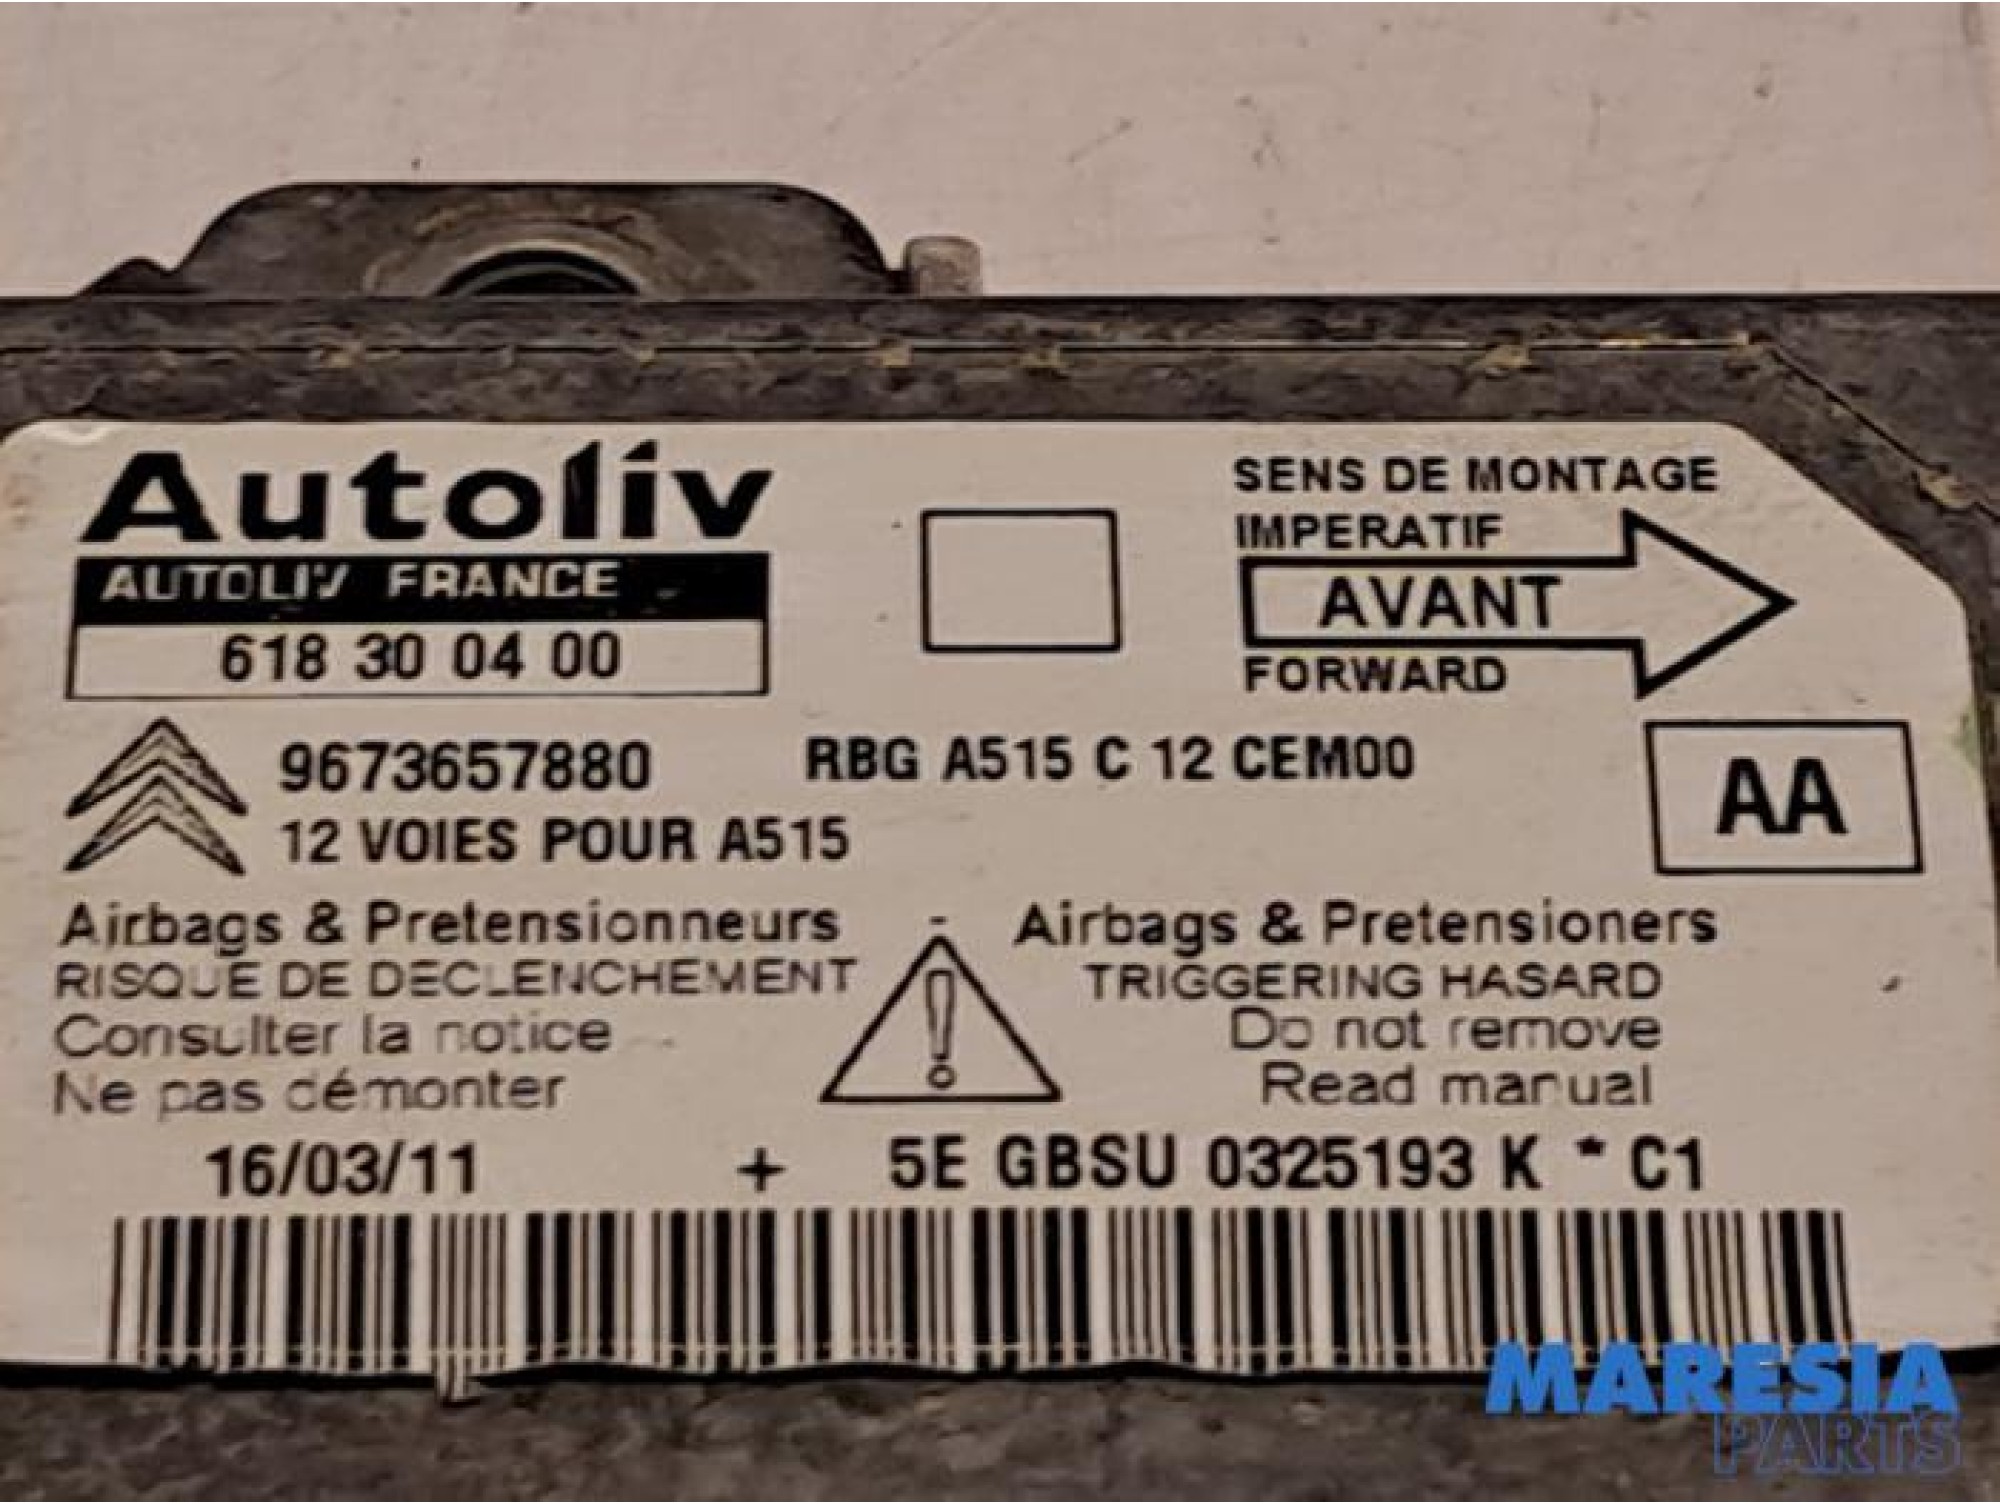 Autoliv
AUTOLIV FRANCE
618 30 04 00
SENS DE MONTAGE
IMPERATIF
AVANT
FORWARD
9673657880 RBG A515 C 12 CEM00
12 VOIES POUR A515
AA
Airbags & Pretensionneurs - Airbags & Pretensioners
RISQUE DE DECLENCHEMENT
Consulter la notice
Ne pas démonter
!
TRIGGERING HASARD
Do not remove
Read manual
16/03/11 + 5E GBSU 0325193 K * C1
MARESIA
PARTS